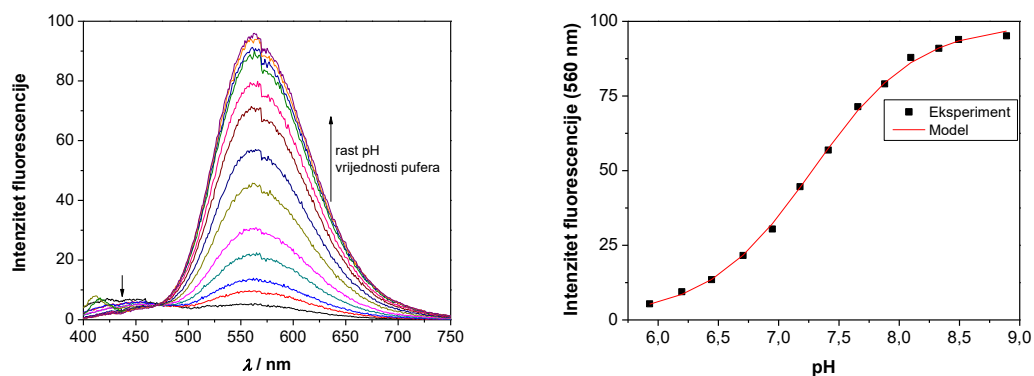 Intenzitet fluorescencije
100
80
60
40
20
0
rast pH
vrijednosti pufera
400 450 500 550 600 650 700 750
λ / nm
Intenzitet fluorescencije (560 nm)
100
75
50
25
0
Eksperiment
Model
6,0 6,5 7,0 7,5 8,0 8,5 9,0
pH